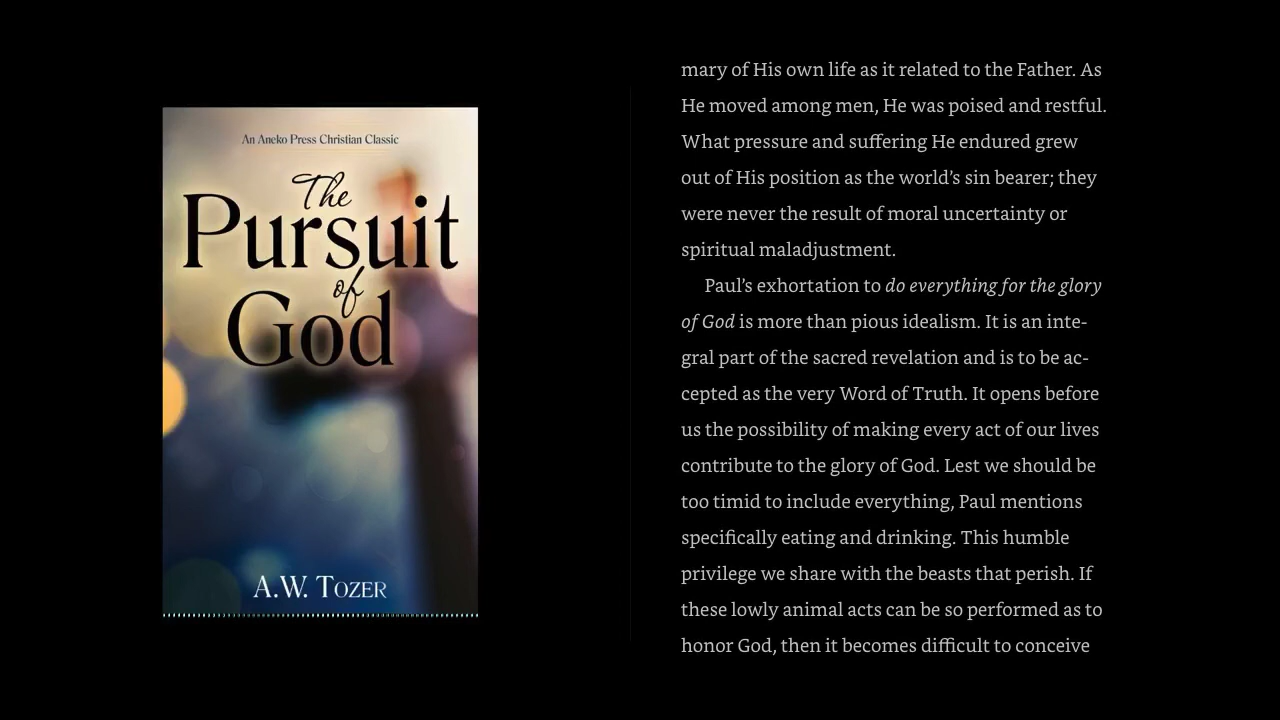 An Aneko Press Christian Classic
The
Pursuit
of
God
A.W. Tozer
mary of His own life as it related to the Father. As
He moved among men, He was poised and restful.
What pressure and suffering He endured grew
out of His position as the world’s sin bearer; they
were never the result of moral uncertainty or
spiritual maladjustment.
Paul’s exhortation to do everything for the glory
of God is more than pious idealism. It is an inte-
gral part of the sacred revelation and is to be ac-
cepted as the very Word of Truth. It opens before
us the possibility of making every act of our lives
contribute to the glory of God. Lest we should be
too timid to include everything, Paul mentions
specifically eating and drinking. This humble
privilege we share with the beasts that perish. If
these lowly animal acts can be so performed as to
honor God, then it becomes difficult to conceive